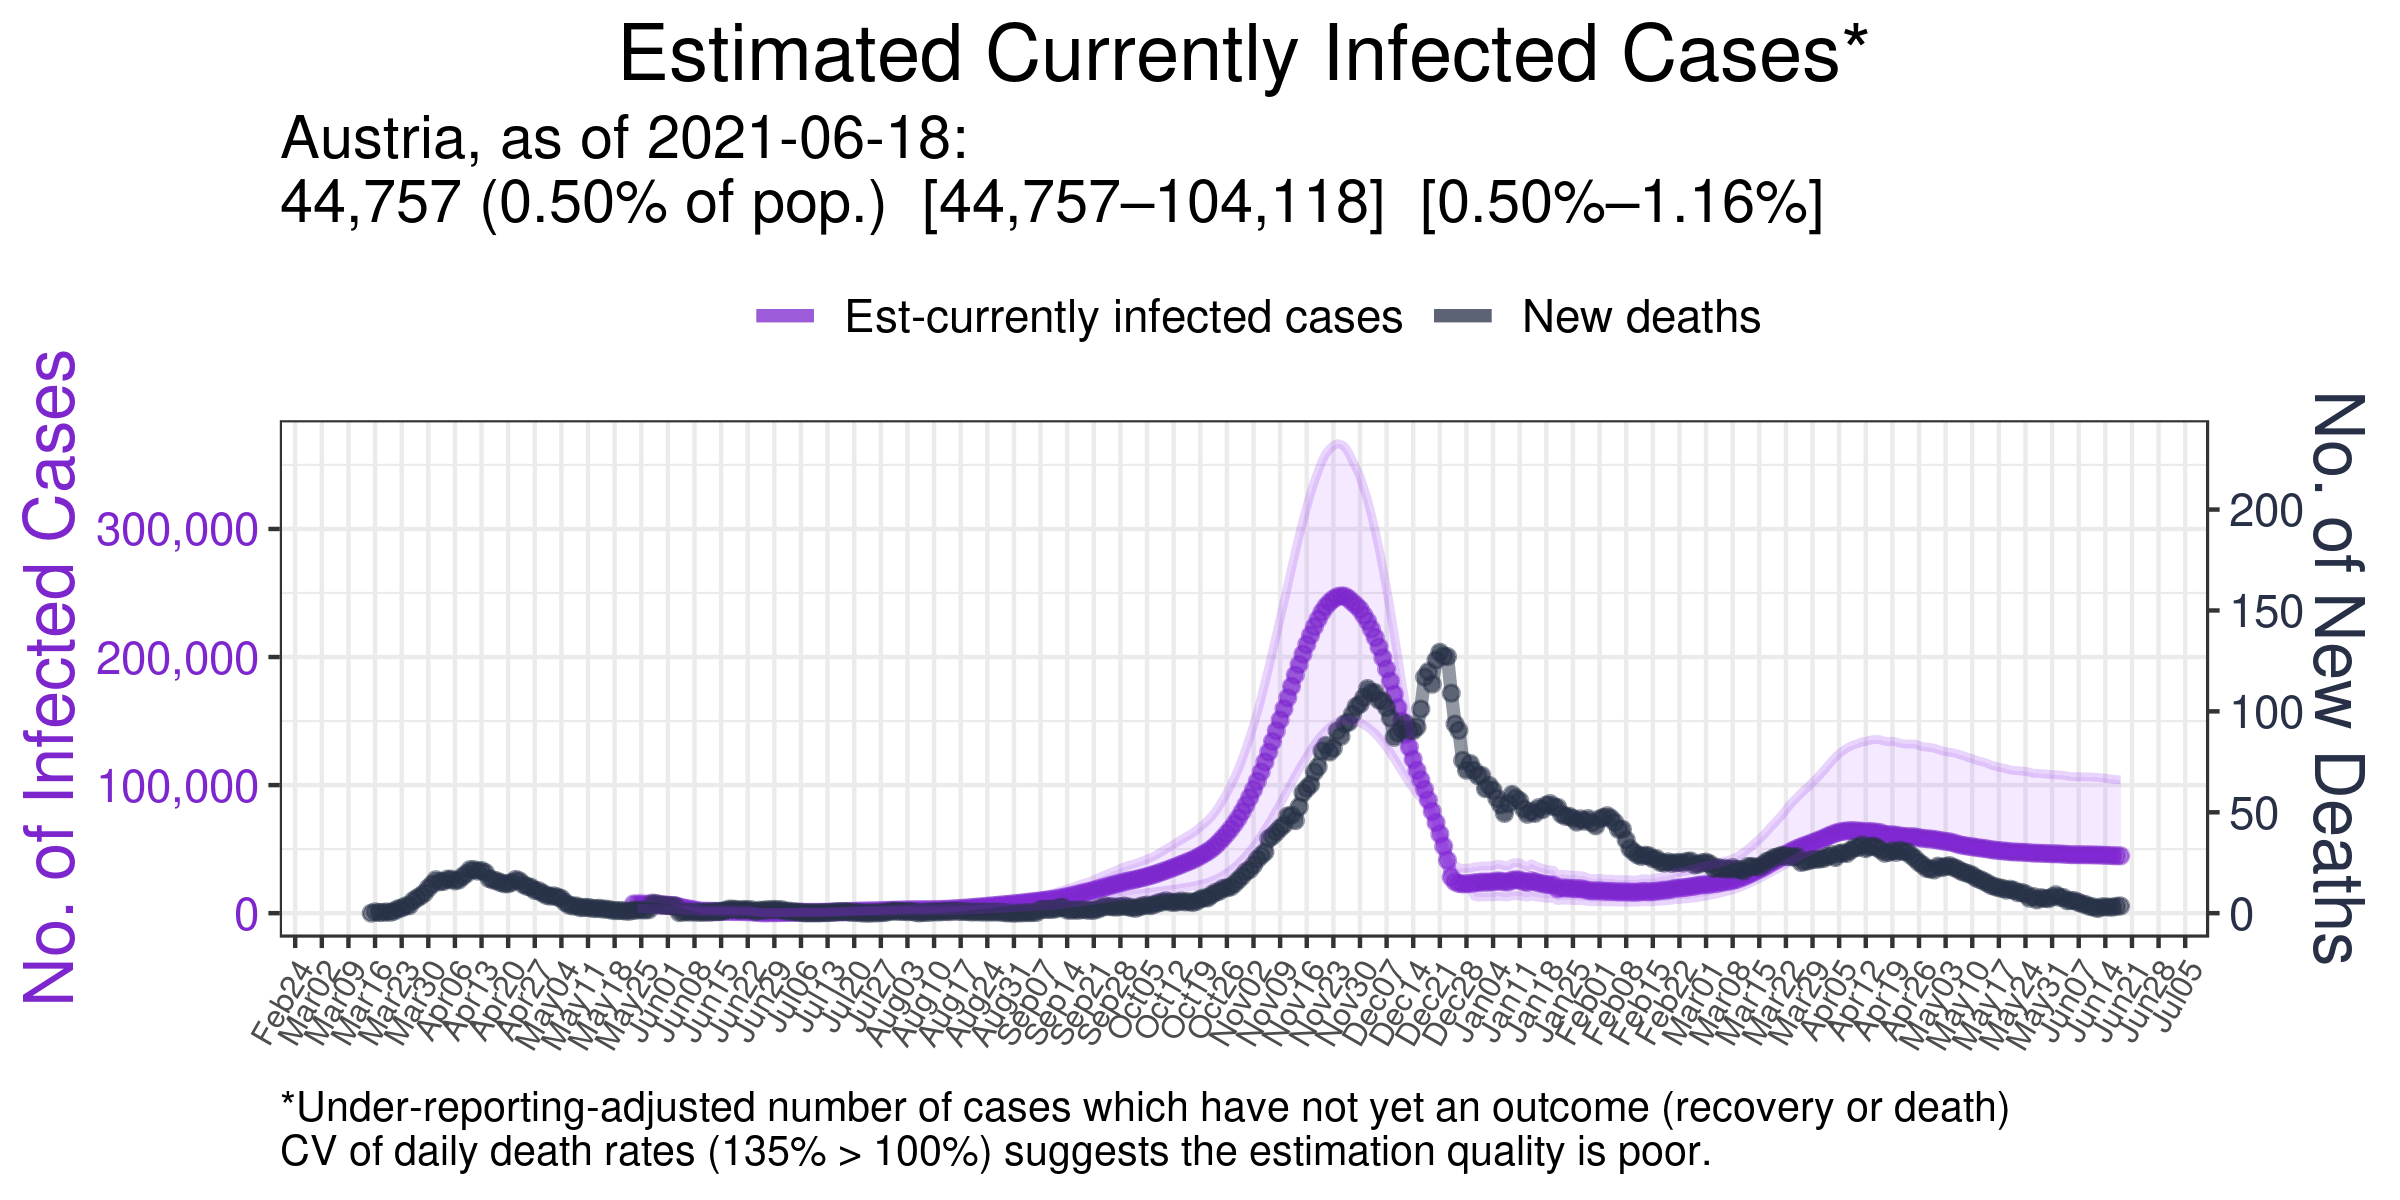 Estimated Currently Infected Cases*
Austria, as of 2021-06-18:
44,757 (0.50% of pop.) [44,757–104,118] [0.50%–1.16%]
Est-currently infected cases New deaths
No. of Infected Cases
300,000
200,000
100,000
0
No. of New Deaths
200
150
100
50
0
Feb24 Mar02 Mar09 Mar16 Mar23 Mar30 Apr06 Apr13 Apr20 Apr27 May04 May11 May18 May25 Jun01 Jun08 Jun15 Jun22 Jun29 Jul06 Jul13 Jul20 Jul27 Aug03 Aug10 Aug17 Aug24 Aug31 Sep07 Sep14 Sep21 Sep28 Oct05 Oct12 Oct19 Oct26 Nov02 Nov09 Nov16 Nov23 Nov30 Dec07 Dec14 Dec21 Dec28 Jan04 Jan11 Jan18 Jan25 Feb01 Feb08 Feb15 Feb22 Mar01 Mar08 Mar15 Mar22 Mar29 Apr05 Apr12 Apr19 Apr26 May03 May10 May17 May24 May31 Jun07 Jun14 Jun21 Jun28 Jul05
*Under-reporting-adjusted number of cases which have not yet an outcome (recovery or death)
CV of daily death rates (135% > 100%) suggests the estimation quality is poor.